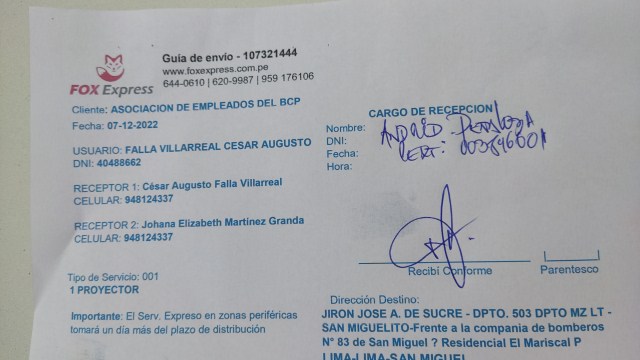 FOX Express
Guia de envio - 107321444
www.foxexpress.com.pe
644-0610 | 620-9987 | 959 176106
Cliente: ASOCIACION DE EMPLEADOS DEL BCP
Fecha: 07-12-2022
USUARIO: FALLA VILLARREAL CESAR AUGUSTO
DNI: 40488662
RECEPTOR 1: César Augusto Falla Villarreal
CELULAR: 948124337
RECEPTOR 2: Johana Elizabeth Martinez Granda
CELULAR: 948124337
Tipo de Servicio: 001
1 PROYECTOR
Importante: El Serv. Expreso en zonas periféricas
tomará un día más del plazo de distribución
CARGO DE RECEPCION
Nombre:
DNI:
Fecha:
Hora:
Recibi Conforme
Parentesco
Dirección Destino:
JIRON JOSE A. DE SUCRE - DPTO. 503 DPTO MZ LT -
SAN MIGUELITO-Frente a la compania de bomberos
N° 83 de San Miguel ? Residencial El Mariscal P
LIMA-LIMA-SAN MIGUEL